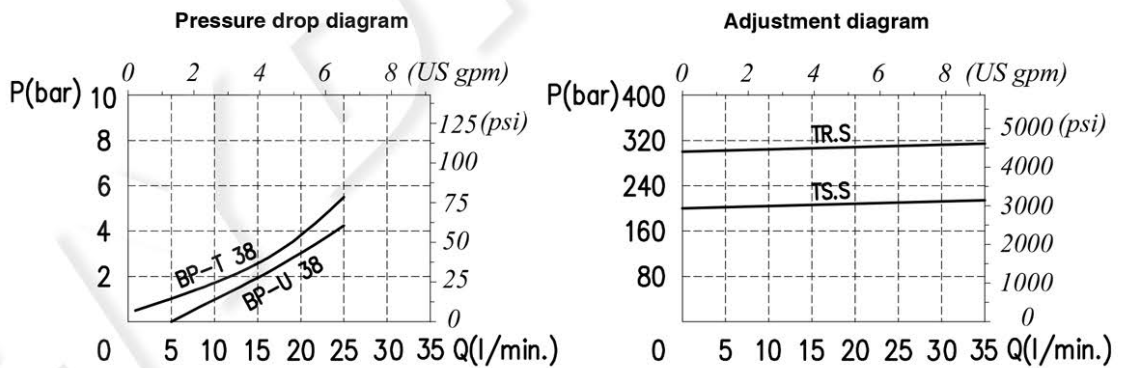 Pressure drop diagram
0 2 4 6 8 (US gpm)
P(bar) 10
8
6
4
2
125 (psi)
100
75
50
25
0
BP-T 38
BP-U 38
0 5 10 15 20 25 30 35 Q(l/min.)
Adjustment diagram
0 2 4 6 8 (US gpm)
P(bar) 400
320
240
160
80
5000 (psi)
4000
3000
2000
1000
0
TR.S
TS.S
0 5 10 15 20 25 30 35 Q(l/min.)